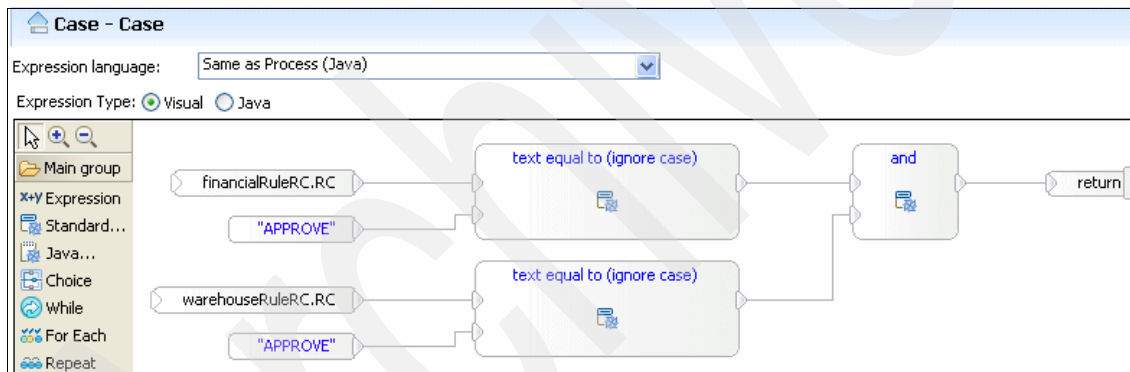 Case - Case
Expression language: Same as Process (Java)
Expression Type: Visual Java
Main group
x+y Expression
Standard...
Java...
Choice
While
For Each
Repeat
financialRuleRC.RC
"APPROVE"
text equal to (ignore case)
warehouseRuleRC.RC
"APPROVE"
text equal to (ignore case)
and
return